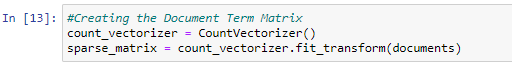 In [13]: #Creating the Document Term Matrix
count_vectorizer = CountVectorizer()
sparse_matrix = count_vectorizer.fit_transform(documents)